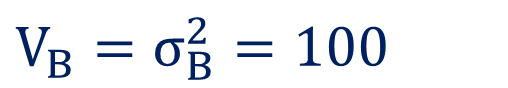 V_B = σ_B^2 = 100